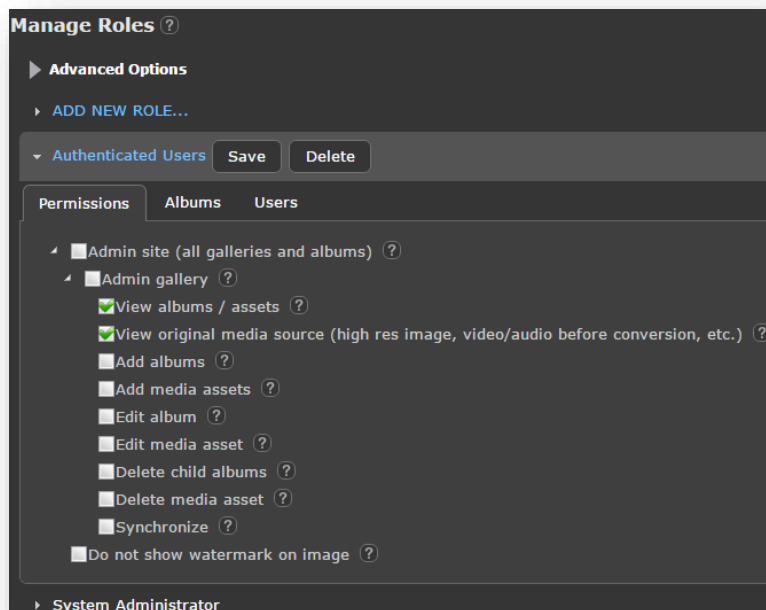 Manage Roles ?
Advanced Options
ADD NEW ROLE...
Authenticated Users Save Delete
Permissions Albums Users
Admin site (all galleries and albums) ?
Admin gallery ?
View albums / assets ?
View original media source (high res image, video/audio before conversion, etc.) ?
Add albums ?
Add media assets ?
Edit album ?
Edit media asset ?
Delete child albums ?
Delete media asset ?
Synchronize ?
Do not show watermark on image ?
System Administrator